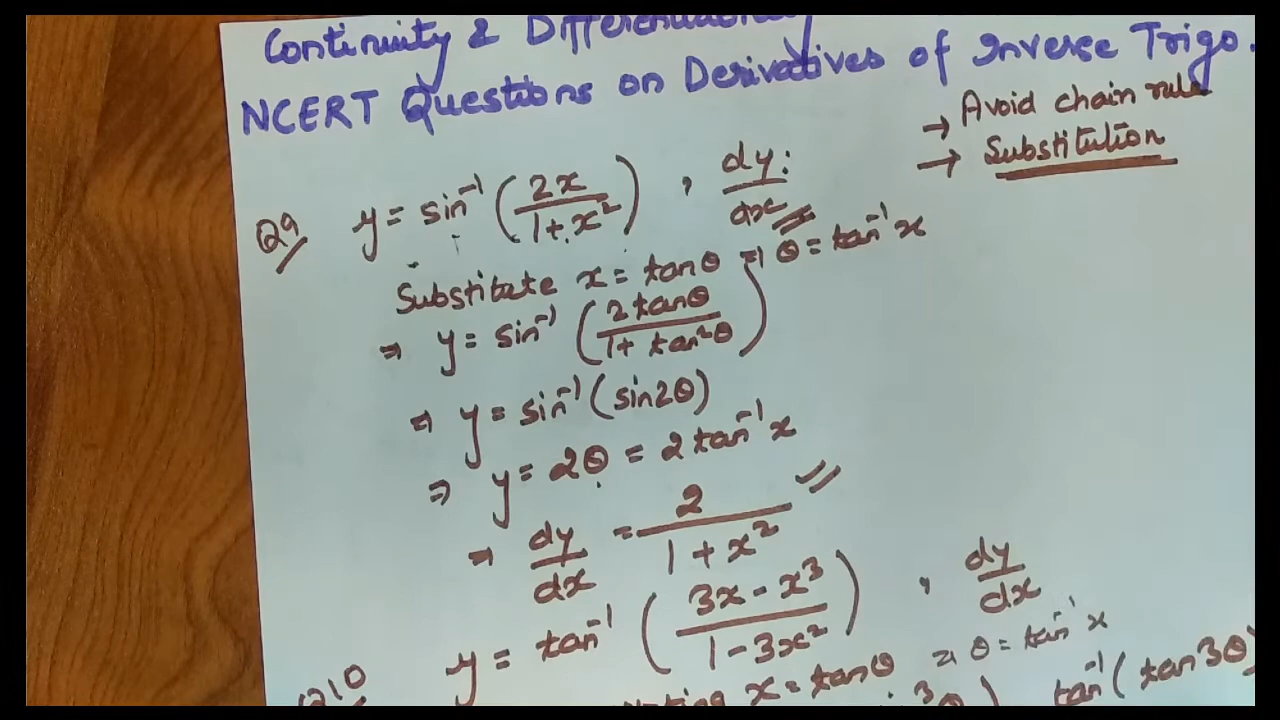 Continuity & Differentiability
NCERT Questions on Derivatives of Inverse Trigo.
→ Avoid chain rule
→ Substitution
Q9 y = sin⁻¹ (2x / 1+x²) , dy/dx :
Substitute x = tanθ ⇒ θ = tan⁻¹x
⇒ y = sin⁻¹ (2tanθ / 1+ tan²θ)
⇒ y = sin⁻¹ (sin2θ)
⇒ y = 2θ = 2tan⁻¹x
⇒ dy/dx = 2 / 1+x²
Q10 y = tan⁻¹ (3x - x³ / 1-3x²) , dy/dx
x = tanθ ⇒ θ = tan⁻¹x
tan⁻¹(tan3θ)